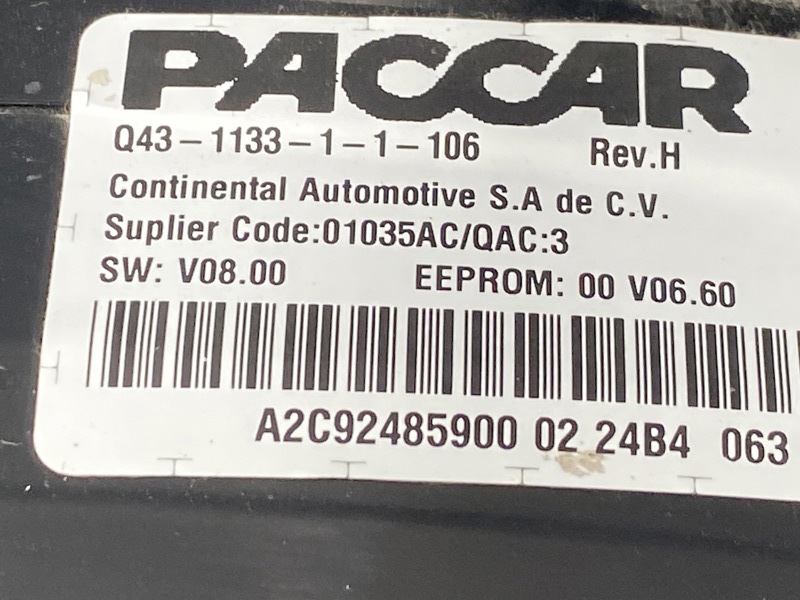 PACCAR
Q43-1133-1-1-106 Rev.H
Continental Automotive S.A de C.V.
Suplier Code:01035AC/QAC:3
SW: V08.00 EEPROM: 00 V06.60
A2C92485900 02 24B4 063